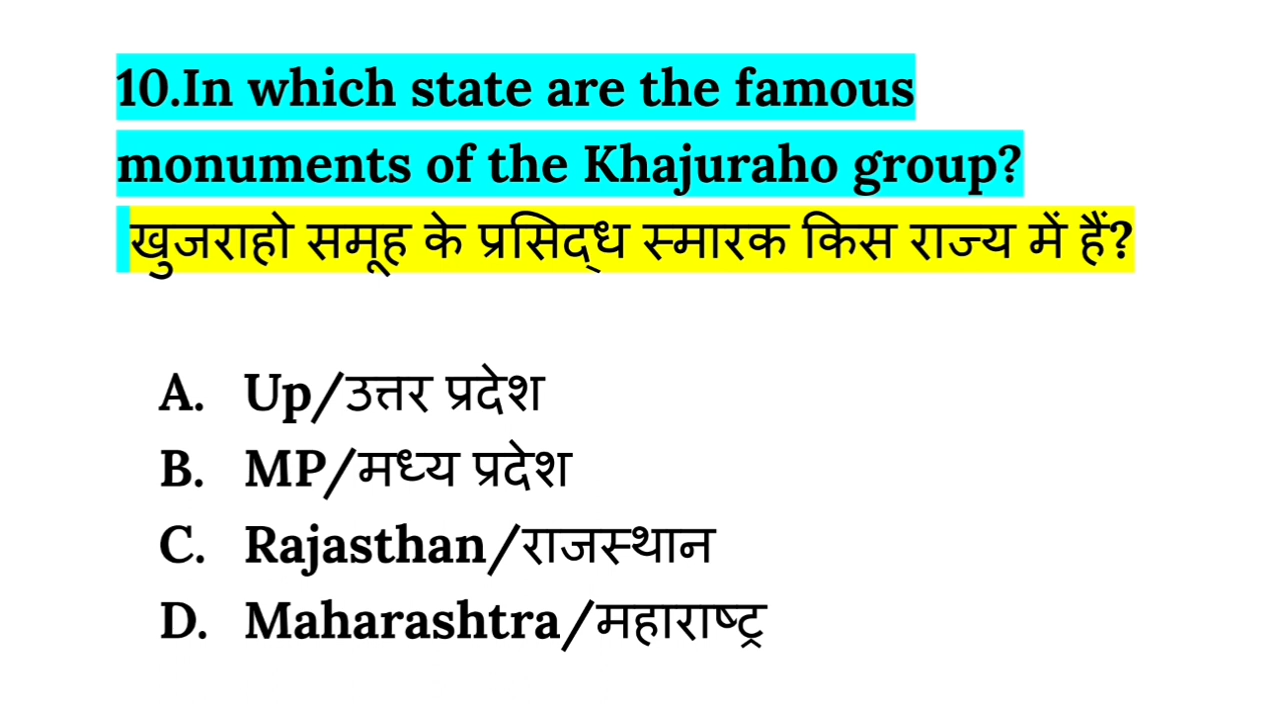 10.In which state are the famous
monuments of the Khajuraho group?
खुजराहो समूह के प्रसिद्ध स्मारक किस राज्य में हैं?
A. Up/उत्तर प्रदेश
B. MP/मध्य प्रदेश
C. Rajasthan/राजस्थान
D. Maharashtra/महाराष्ट्र